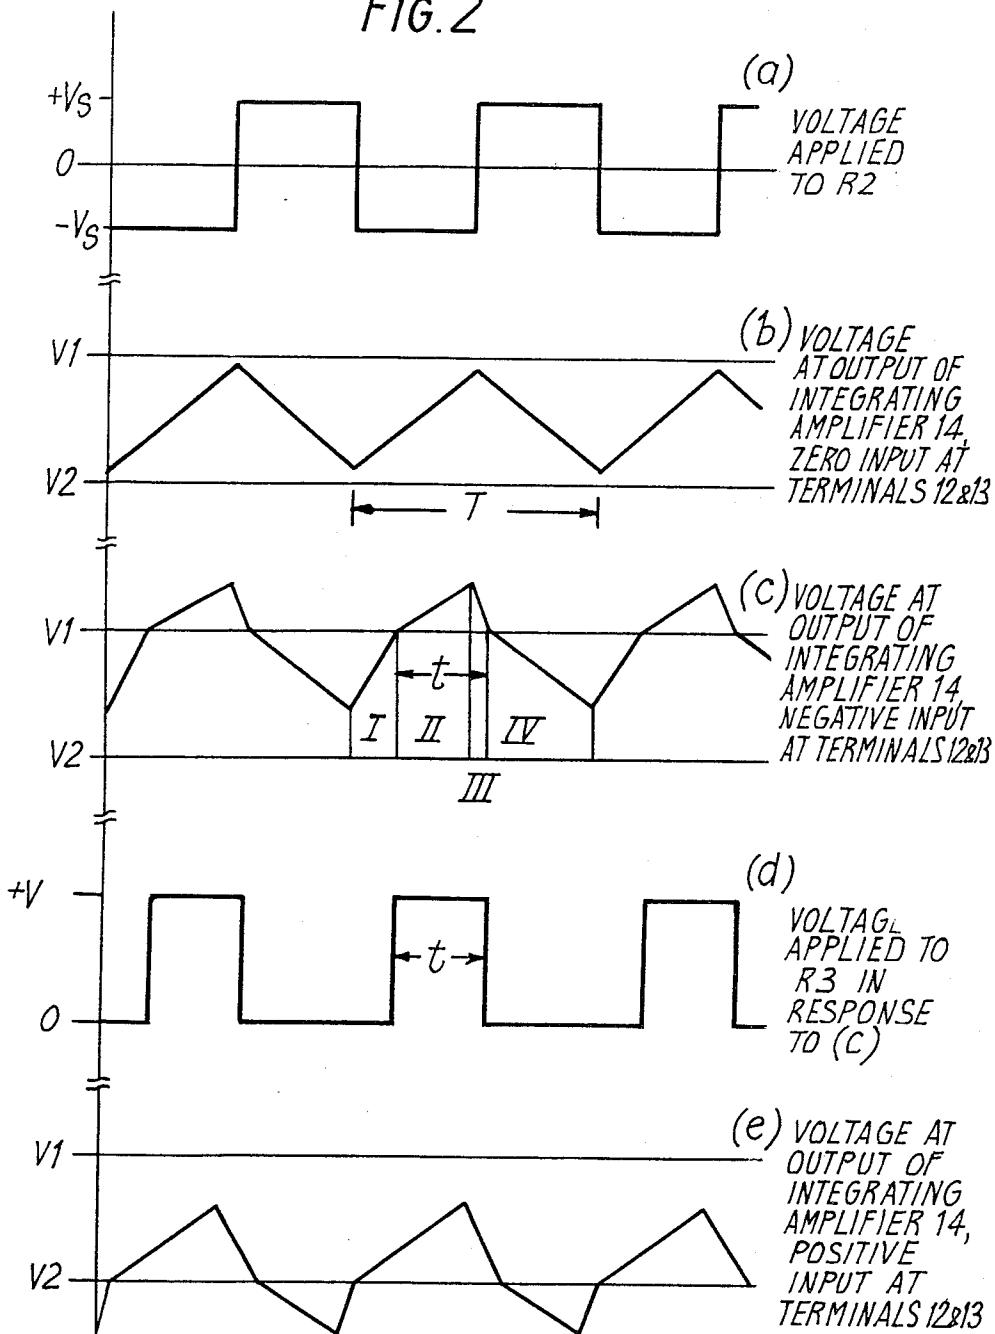 FIG. 2
(a)
+VS
VOLTAGE
APPLIED
TO R2
0
-VS
(b) VOLTAGE
AT OUTPUT OF
INTEGRATING
AMPLIFIER 14,
ZERO INPUT AT
TERMINALS 12&13
V1
V2
T
(c) VOLTAGE AT
OUTPUT OF
INTEGRATING
AMPLIFIER 14,
NEGATIVE INPUT
AT TERMINALS 12&13
V1
t
I II IV
V2
III
(d)
VOLTAGE
APPLIED TO
R3 IN
RESPONSE
TO (C)
+V
t
0
(e) VOLTAGE AT
OUTPUT OF
INTEGRATING
AMPLIFIER 14,
POSITIVE
INPUT AT
TERMINALS 12&13
V1
V2